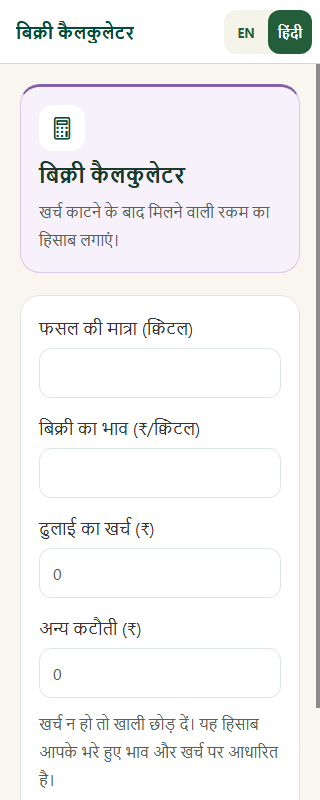 बिक्री कैलकुलेटर
EN हिंदी
बिक्री कैलकुलेटर
खर्च काटने के बाद मिलने वाली रकम का
हिसाब लगाएं।
फसल की मात्रा (क्विंटल)
बिक्री का भाव (₹/क्विंटल)
ढुलाई का खर्च (₹)
0
अन्य कटौती (₹)
0
खर्च न हो तो खाली छोड़ दें। यह हिसाब
आपके भरे हुए भाव और खर्च पर आधारित
है।